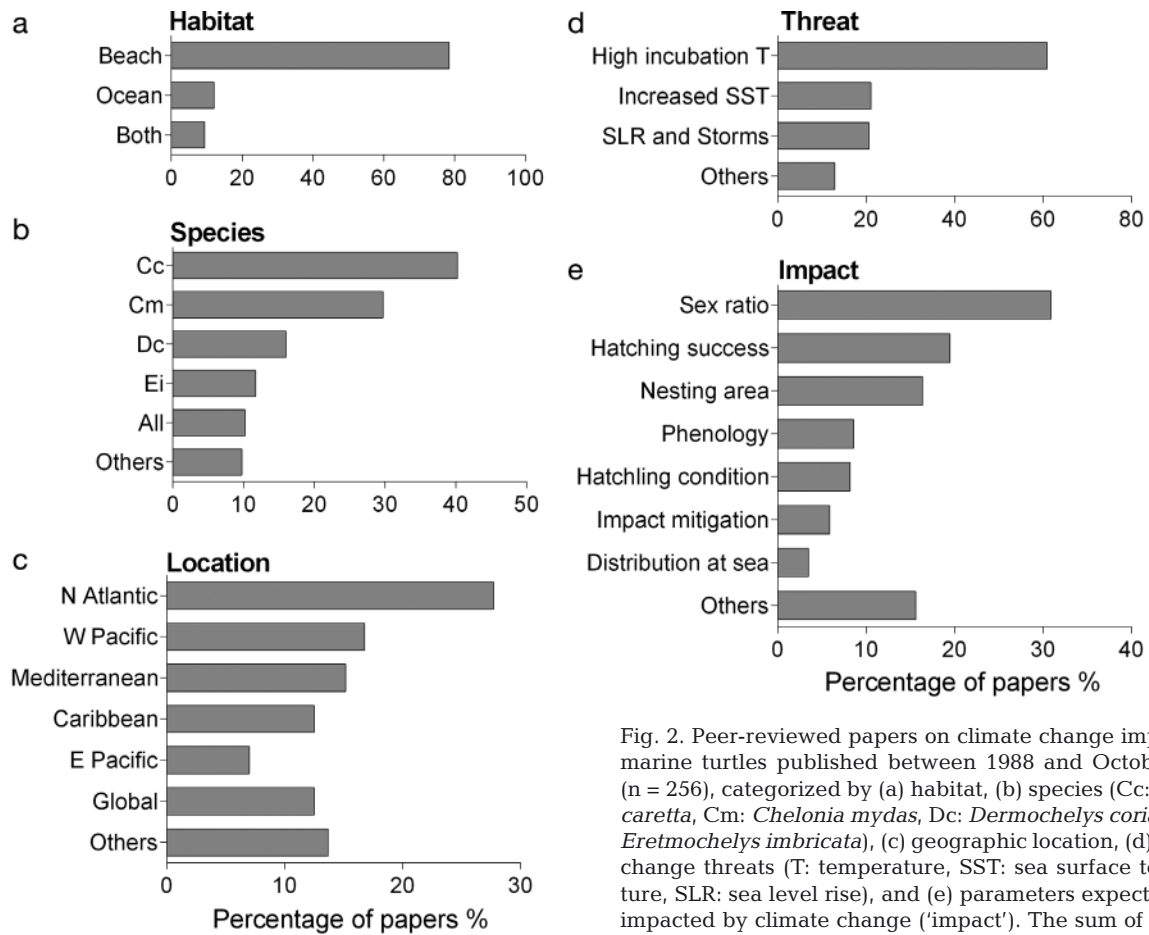 a
Habitat
Beach
Ocean
Both
0 20 40 60 80 100
b
Species
Cc
Cm
Dc
Ei
All
Others
0 10 20 30 40 50
c
Location
N Atlantic
W Pacific
Mediterranean
Caribbean
E Pacific
Global
Others
0 10 20 30
Percentage of papers %
d
Threat
High incubation T
Increased SST
SLR and Storms
Others
0 20 40 60 80
e
Impact
Sex ratio
Hatching success
Nesting area
Phenology
Hatchling condition
Impact mitigation
Distribution at sea
Others
0 10 20 30 40
Percentage of papers %
Fig. 2. Peer-reviewed papers on climate change imp
marine turtles published between 1988 and Octob
(n = 256), categorized by (a) habitat, (b) species (Cc:
caretta, Cm: Chelonia mydas, Dc: Dermochelys coria
Eretmochelys imbricata), (c) geographic location, (d)
change threats (T: temperature, SST: sea surface te
ture, SLR: sea level rise), and (e) parameters expect
impacted by climate change (‘impact’). The sum of